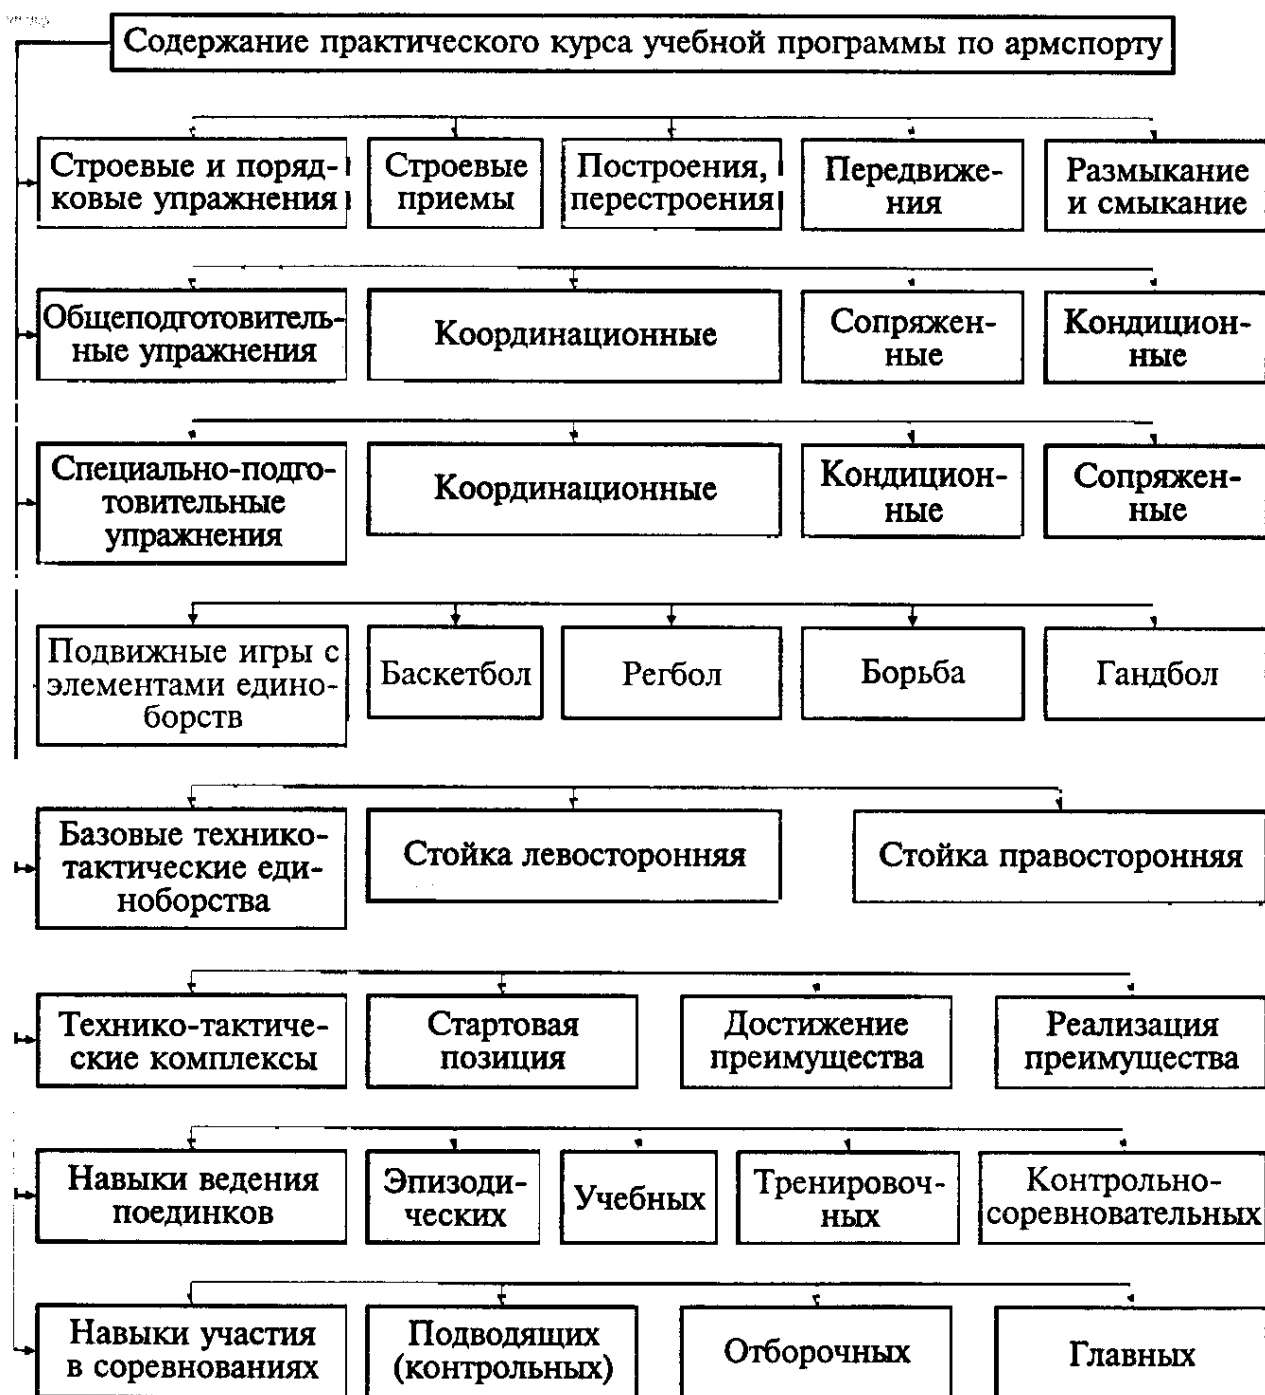 Содержание практического курса учебной программы по армспорту
Строевые и поряд-
ковые упражнения
Строевые
приемы
Построения,
перестроения
Передвиже-
ния
Размыкание
и смыкание
Общеподготовитель-
ные упражнения
Координационные
Сопряжен-
ные
Кондицион-
ные
Специально-подго-
товительные
упражнения
Координационные
Кондицион-
ные
Сопряжен-
ные
Подвижные игры с
элементами едино-
борств
Баскетбол
Регбол
Борьба
Гандбол
Базовые технико-
тактические еди-
ноборства
Стойка левосторонняя
Стойка правосторонняя
Технико-тактиче-
ские комплексы
Стартовая
позиция
Достижение
преимущества
Реализация
преимущества
Навыки ведения
поединков
Эпизоди-
ческих
Учебных
Тренировоч-
ных
Контрольно-
соревновательных
Навыки участия
в соревнованиях
Подводящих
(контрольных)
Отборочных
Главных